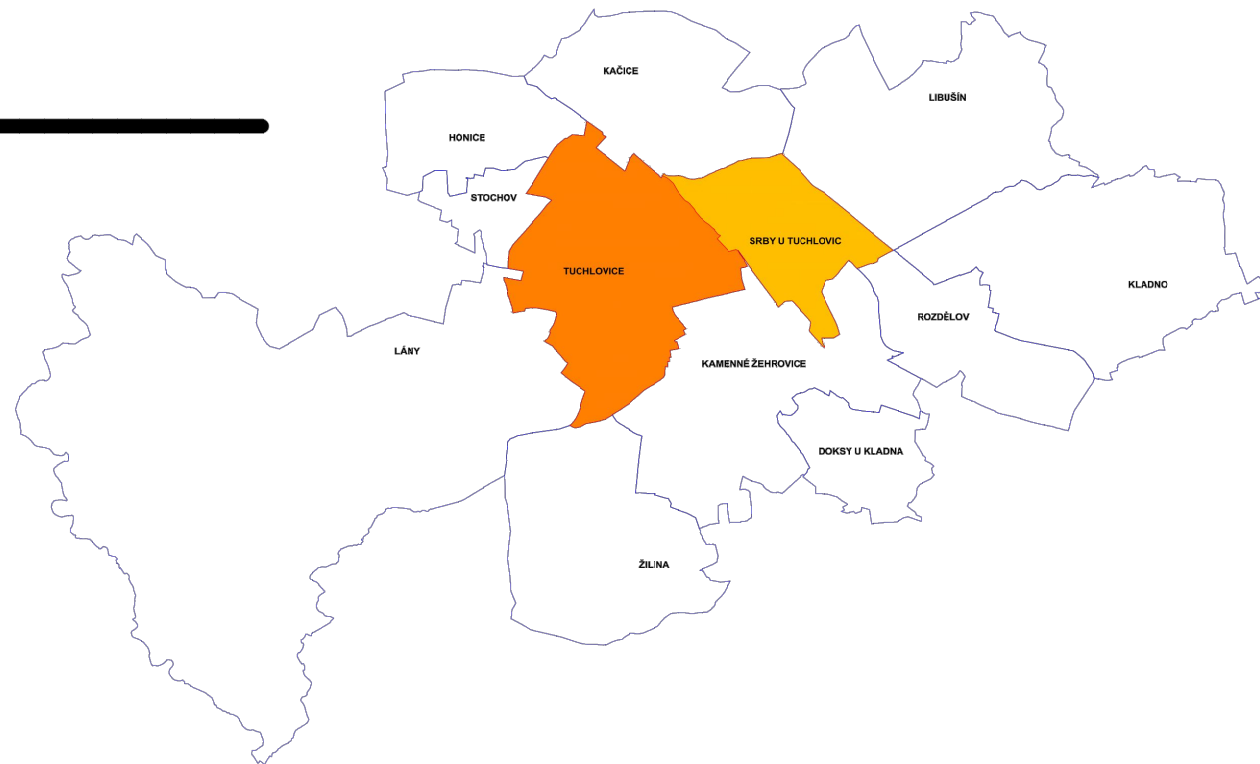 KAČICE
LIBUŠÍN
HONICE
STOCHOV
SRBY U TUCHLOVIC
TUCHLOVICE
KLADNO
ROZDĚLOV
LÁNY
KAMENNÉ ŽEHROVICE
DOKSY U KLADNA
ŽILINA